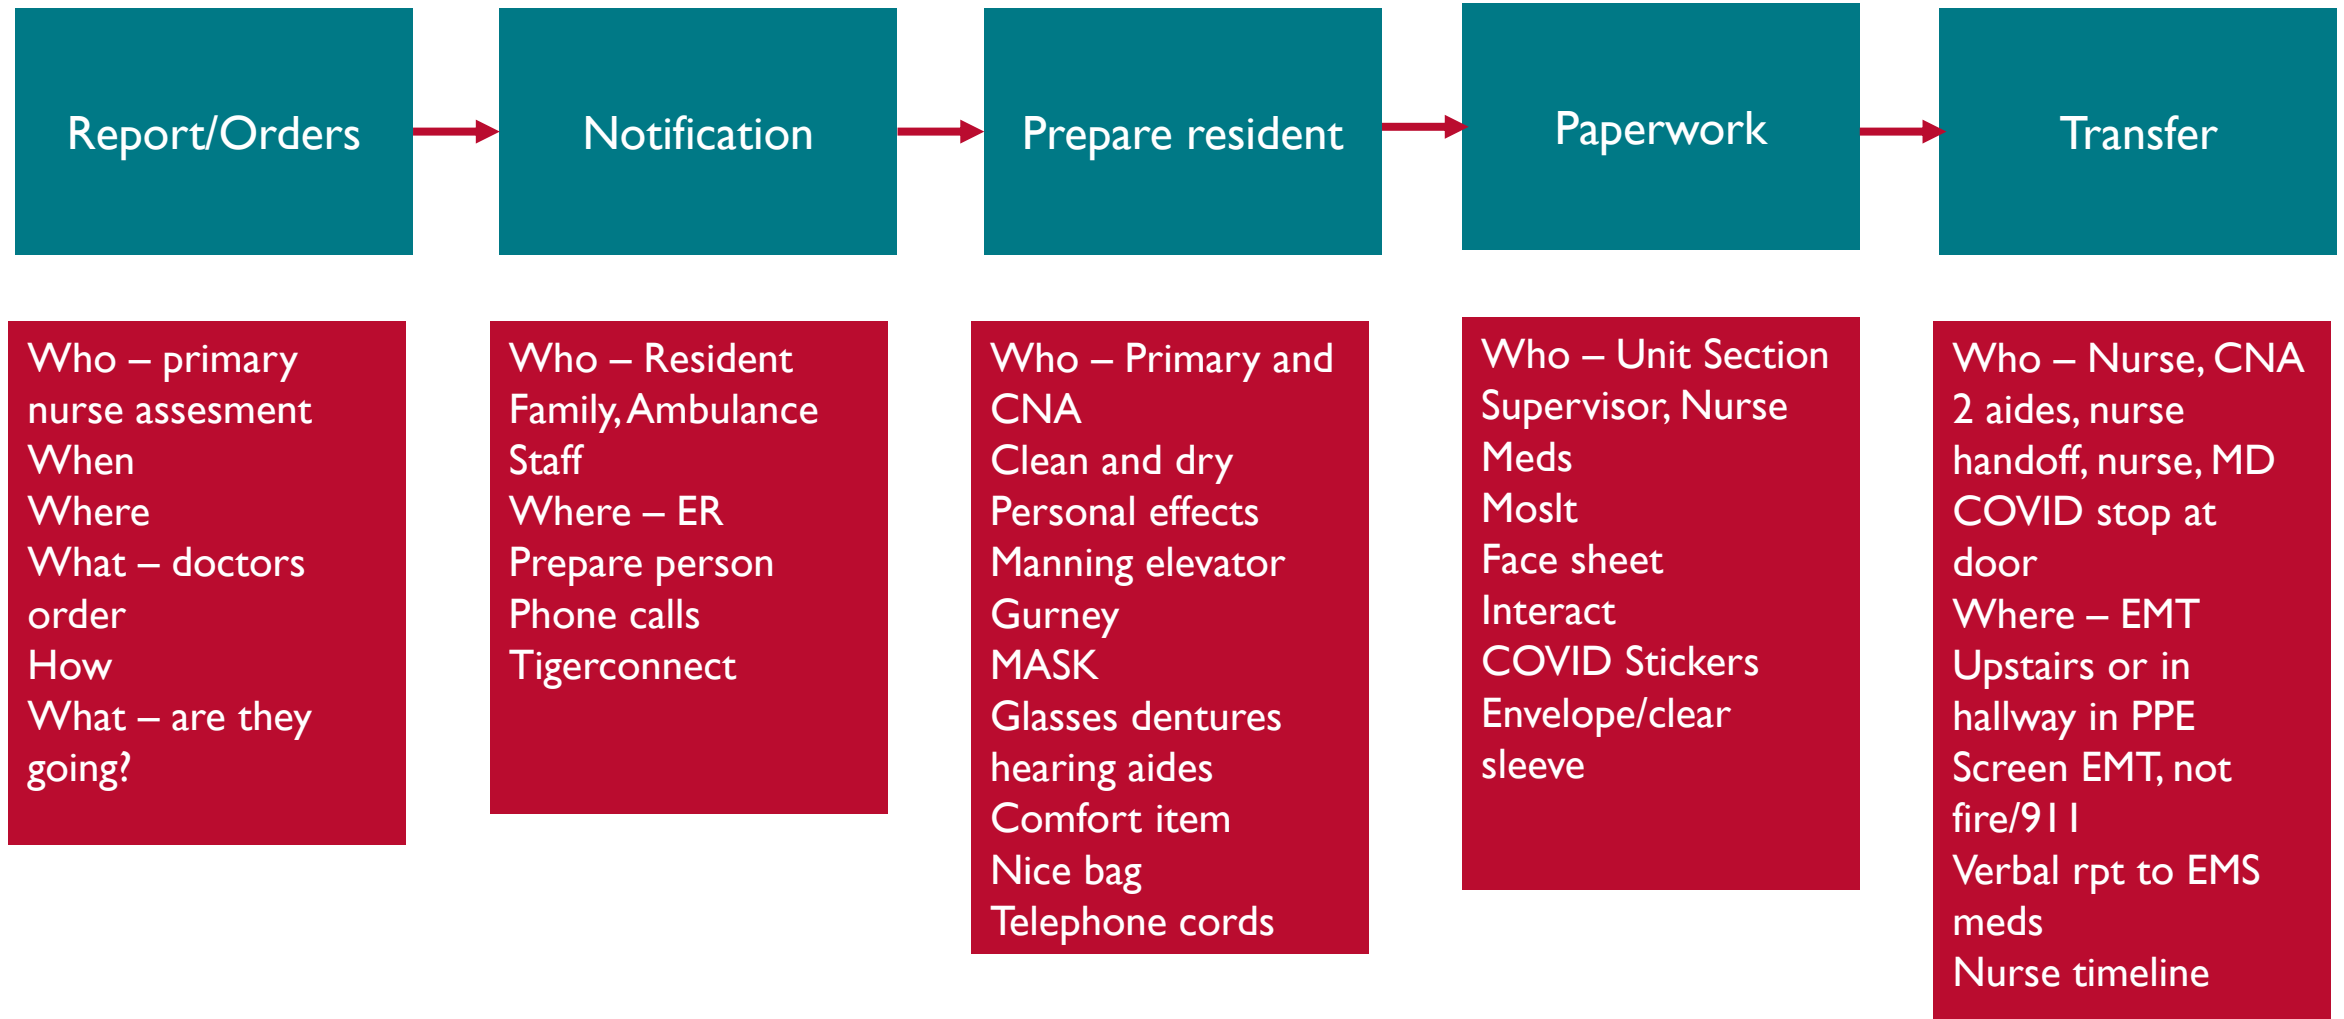 Report/Orders
Notification
Prepare resident
Paperwork
Transfer
Who – primary
nurse assesment
When
Where
What – doctors
order
How
What – are they
going?
Who – Resident
Family, Ambulance
Staff
Where – ER
Prepare person
Phone calls
Tigerconnect
Who – Primary and
CNA
Clean and dry
Personal effects
Manning elevator
Gurney
MASK
Glasses dentures
hearing aides
Comfort item
Nice bag
Telephone cords
Who – Unit Section
Supervisor, Nurse
Meds
Moslt
Face sheet
Interact
COVID Stickers
Envelope/clear
sleeve
Who – Nurse, CNA
2 aides, nurse
handoff, nurse, MD
COVID stop at
door
Where – EMT
Upstairs or in
hallway in PPE
Screen EMT, not
fire/911
Verbal rpt to EMS
meds
Nurse timeline